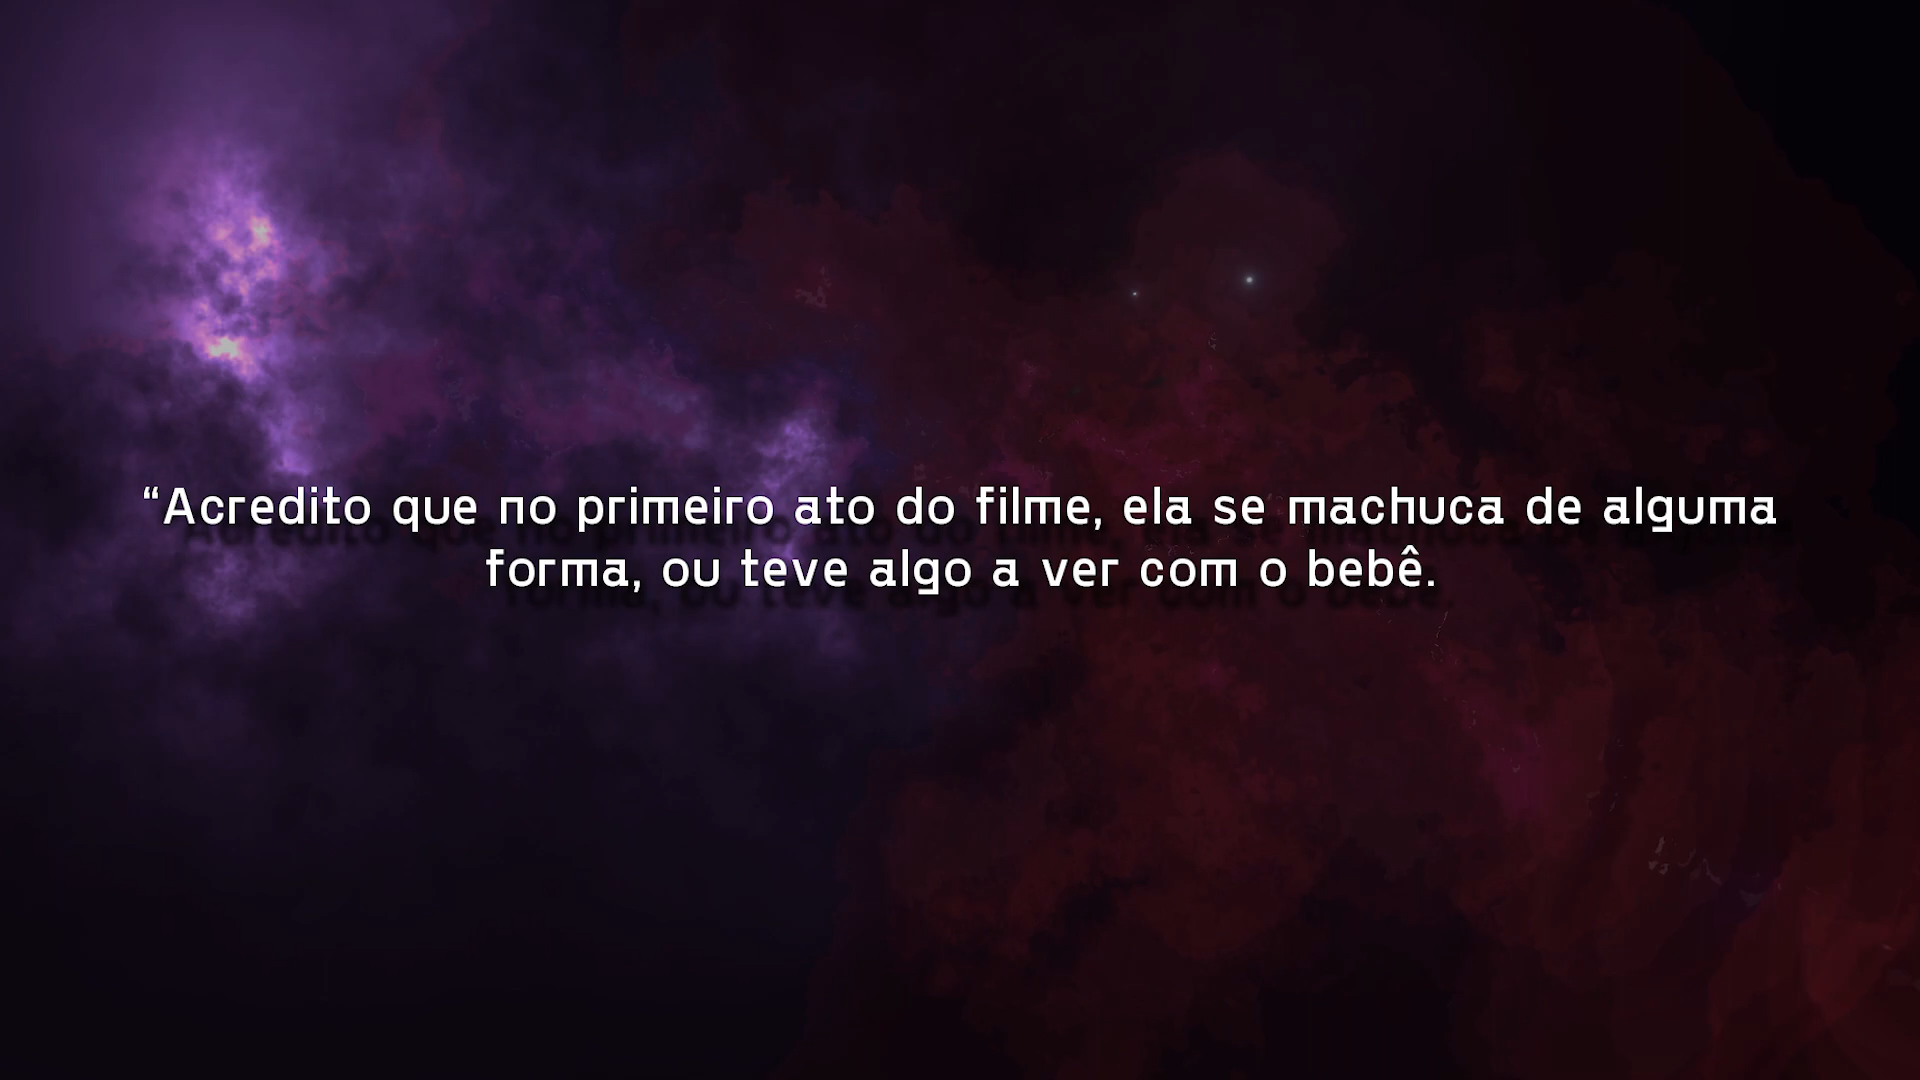 “Acredito que no primeiro ato do filme, ela se machuca de alguma
forma, ou teve algo a ver com o bebê.